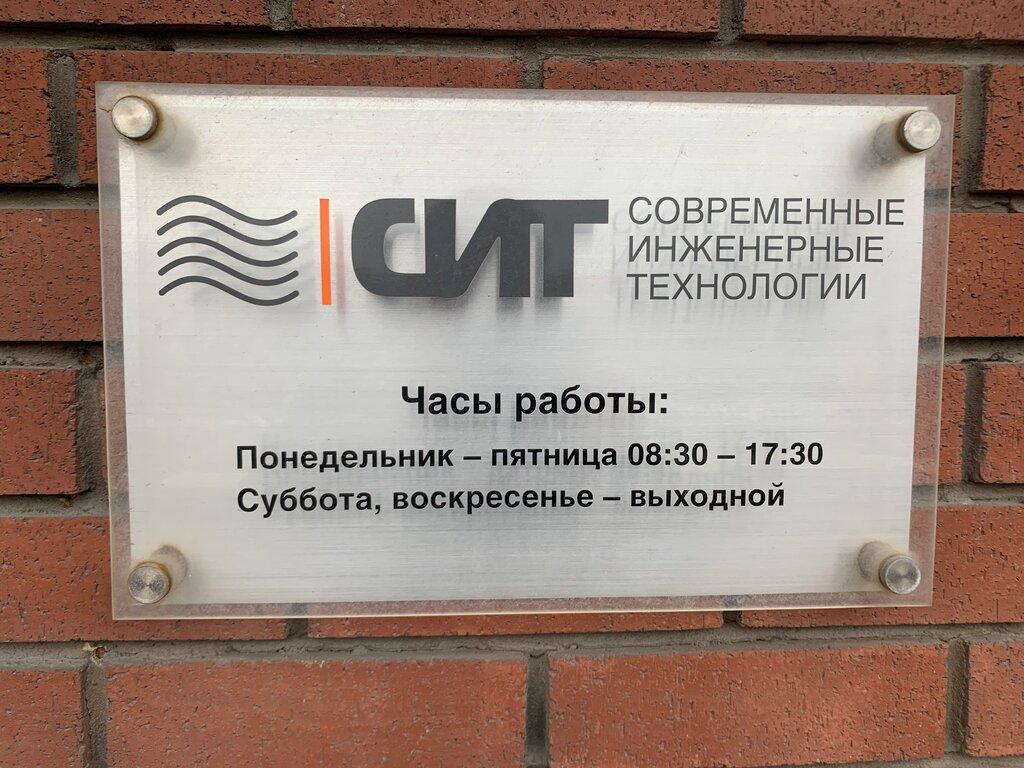 СИТ
СОВРЕМЕННЫЕ
ИНЖЕНЕРНЫЕ
ТЕХНОЛОГИИ
Часы работы:
Понедельник – пятница 08:30 – 17:30
Суббота, воскресенье – выходной